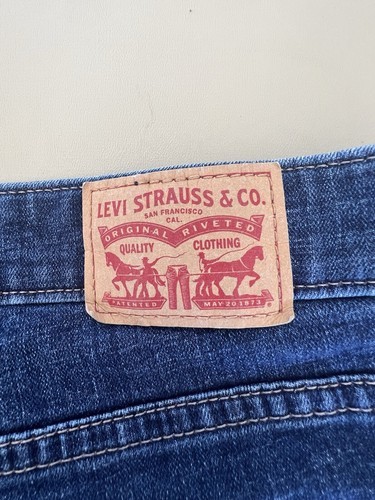 LEVI STRAUSS & CO.
SAN FRANCISCO
CAL.
ORIGINAL RIVETED
QUALITY CLOTHING
PATENTED MAY 20 1873
®